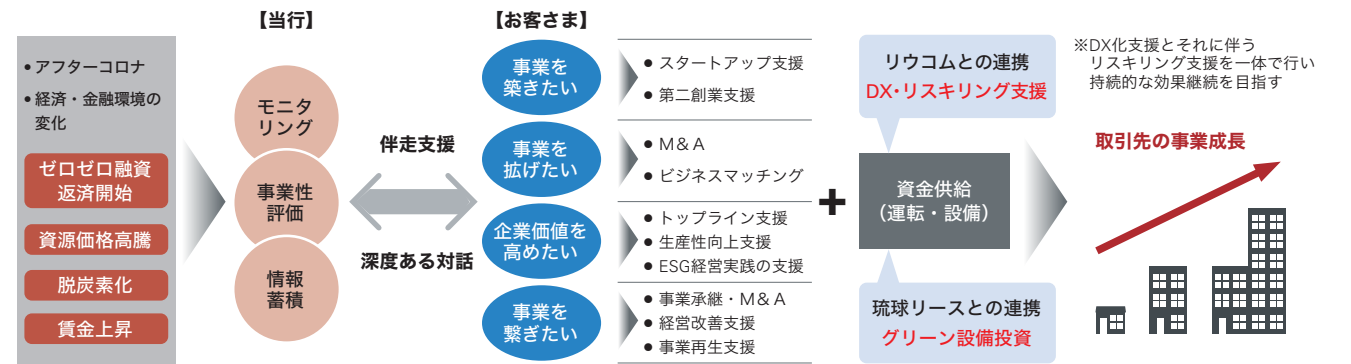 【当行】
【お客さま】
• アフターコロナ
• 経済・金融環境の
変化
ゼロゼロ融資
返済開始
資源価格高騰
脱炭素化
賃金上昇
モニタ
リング
事業性
評価
情報
蓄積
伴走支援
深度ある対話
事業を
築きたい
● スタートアップ支援
● 第二創業支援
事業を
拡げたい
● M&A
● ビジネスマッチング
企業価値を
高めたい
● トップライン支援
● 生産性向上支援
● ESG経営実践の支援
事業を
繋ぎたい
● 事業承継・M&A
● 経営改善支援
● 事業再生支援
+
リウコムとの連携
DX・リスキリング支援
資金供給
（運転・設備）
琉球リースとの連携
グリーン設備投資
※DX化支援とそれに伴う
リスキリング支援を一体で行い
持続的な効果継続を目指す
取引先の事業成長